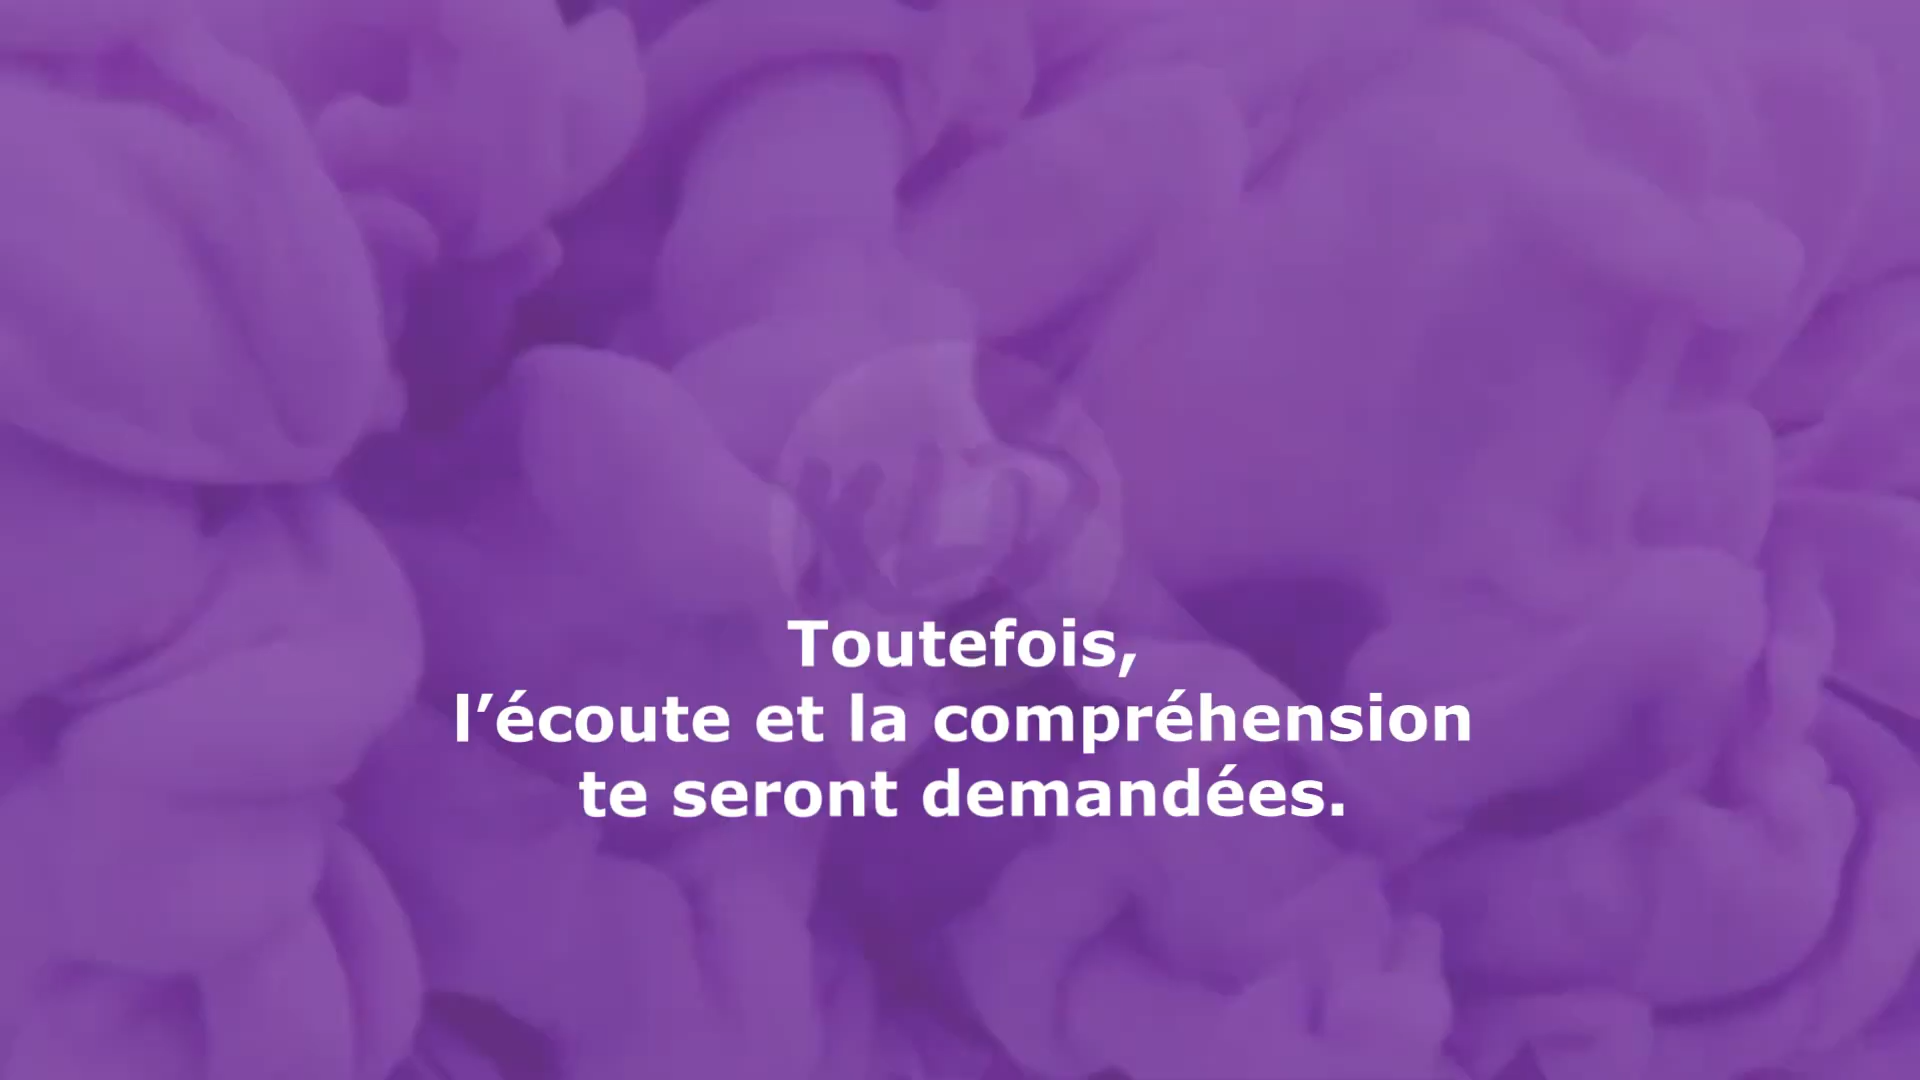 Toutefois,
l’écoute et la compréhension
te seront demandées.